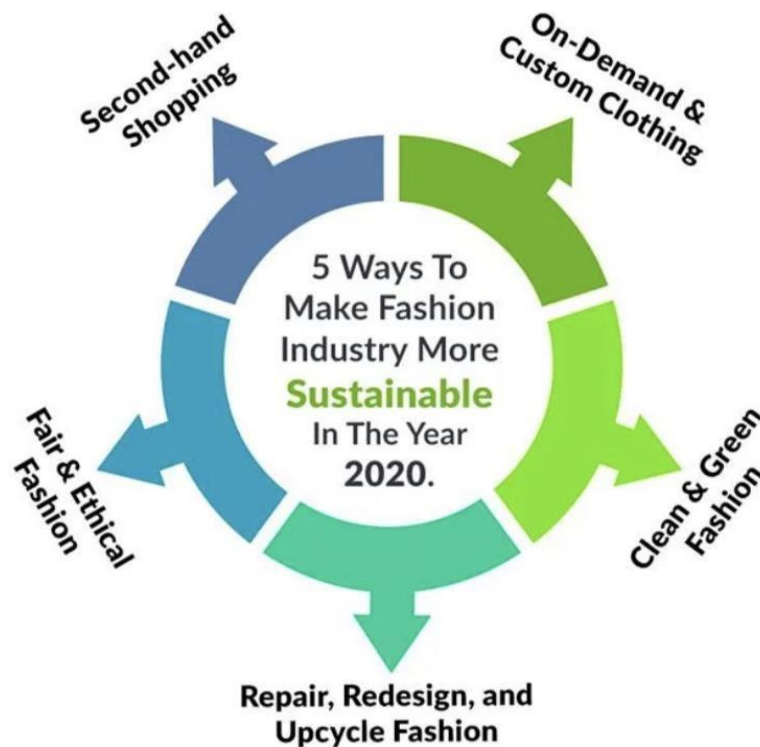 Second-hand
Shopping
On-Demand &
Custom Clothing
5 Ways To
Make Fashion
Industry More
Sustainable
In The Year
2020.
Fair & Ethical
Fashion
Clean & Green
Fashion
Repair, Redesign, and
Upcycle Fashion